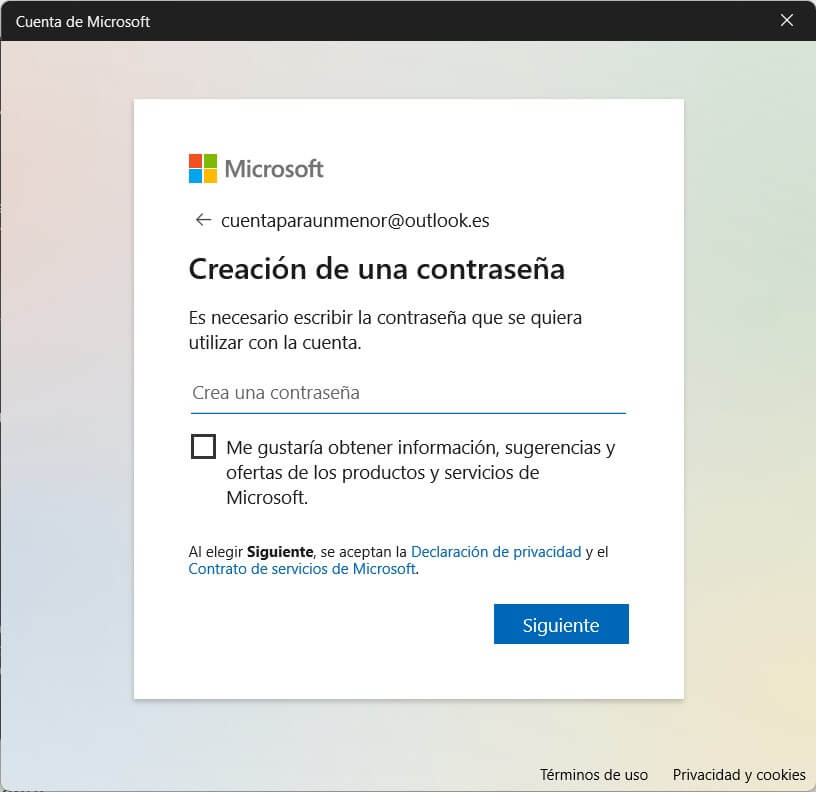 Cuenta de Microsoft
Microsoft
cuentaparaunmenor@outlook.es
Creación de una contraseña
Es necesario escribir la contraseña que se quiera
utilizar con la cuenta.
Crea una contraseña
Me gustaría obtener información, sugerencias y
ofertas de los productos y servicios de
Microsoft.
Al elegir Siguiente, se aceptan la Declaración de privacidad y el
Contrato de servicios de Microsoft.
Siguiente
Términos de uso Privacidad y cookies